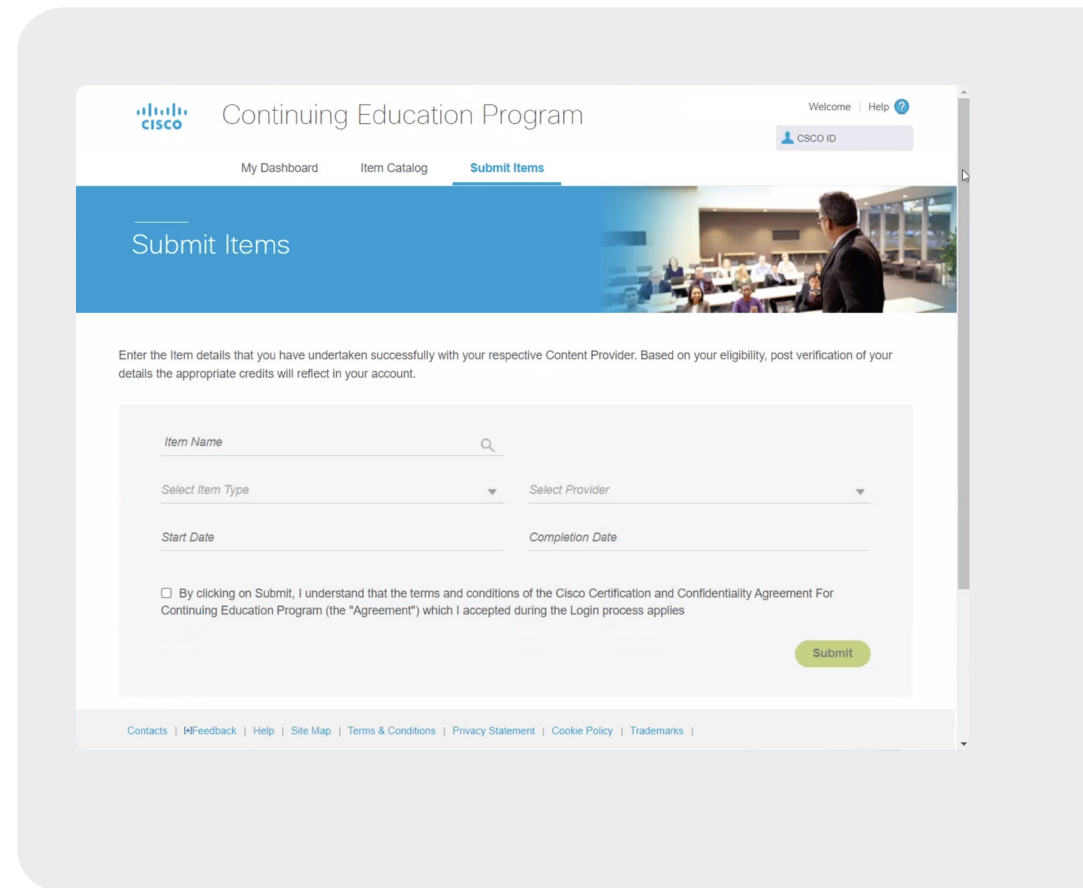 CISCO
Continuing Education Program
Welcome | Help ?
CSCO ID
My Dashboard
Item Catalog
Submit Items
Submit Items
Enter the Item details that you have undertaken successfully with your respective Content Provider. Based on your eligibility, post verification of your
details the appropriate credits will reflect in your account.
Item Name
Select Item Type
Select Provider
Start Date
Completion Date
By clicking on Submit, I understand that the terms and conditions of the Cisco Certification and Confidentiality Agreement For
Continuing Education Program (the "Agreement") which I accepted during the Login process applies
Submit
Contacts | [+]Feedback | Help | Site Map | Terms & Conditions | Privacy Statement | Cookie Policy | Trademarks |